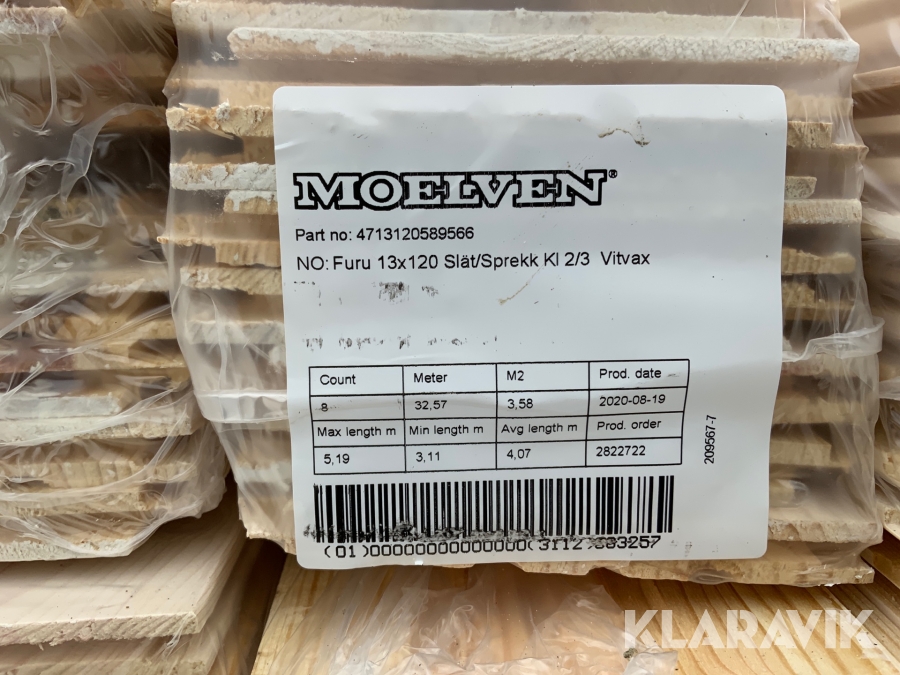 MOELVEN®
Part no: 4713120589566
NO: Furu 13x120 Slät/Sprekk Kl 2/3 Vitvax
Count Meter M2 Prod. date
8 32,57 3,58 2020-08-19
Max length m Min length m Avg length m Prod. order
5,19 3,11 4,07 2822722
209567-7
KLARAVIK